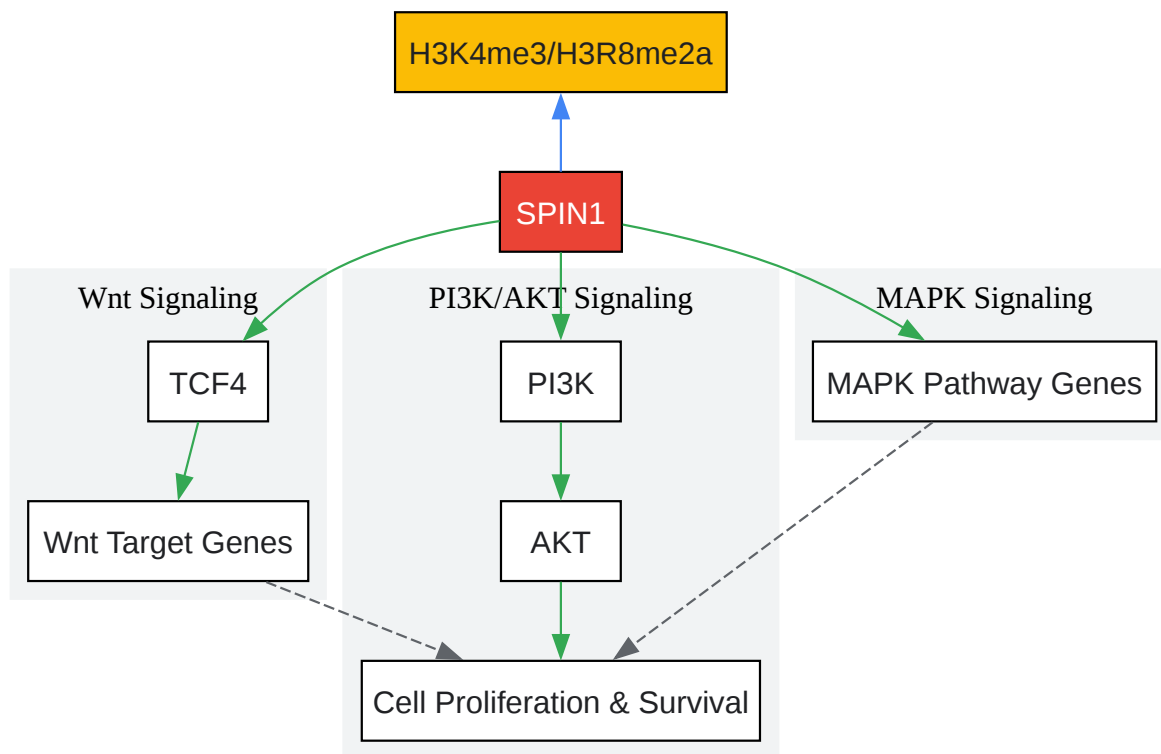 H3K4me3/H3R8me2a
SPIN1
Wnt Signaling
PI3K/AKT Signaling
MAPK Signaling
TCF4
PI3K
MAPK Pathway Genes
Wnt Target Genes
AKT
Cell Proliferation & Survival